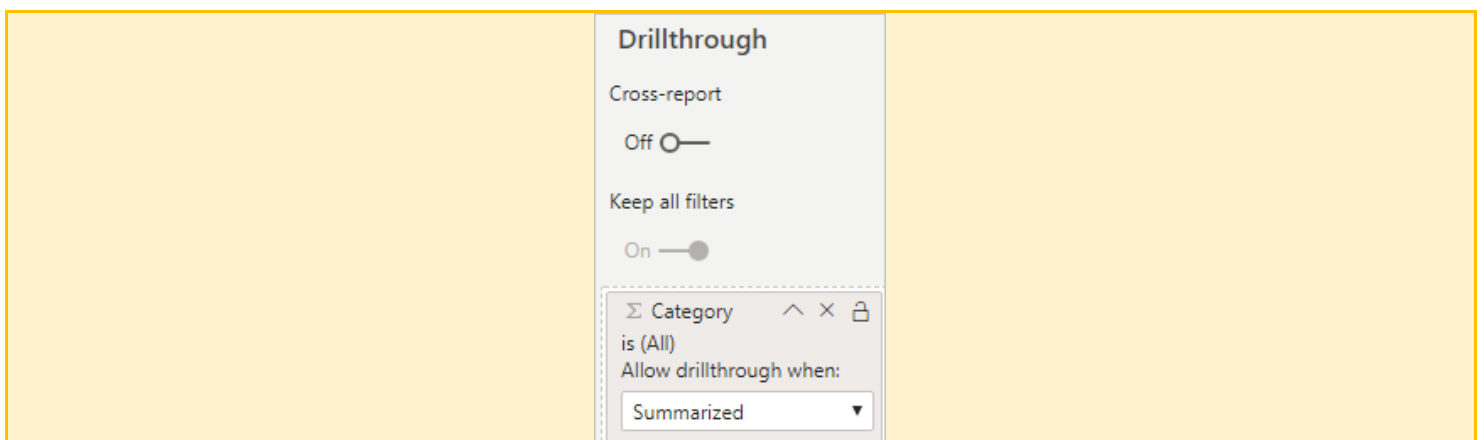 Drillthrough
Cross-report
Off
Keep all filters
On
Σ Category
is (All)
Allow drillthrough when:
Summarized